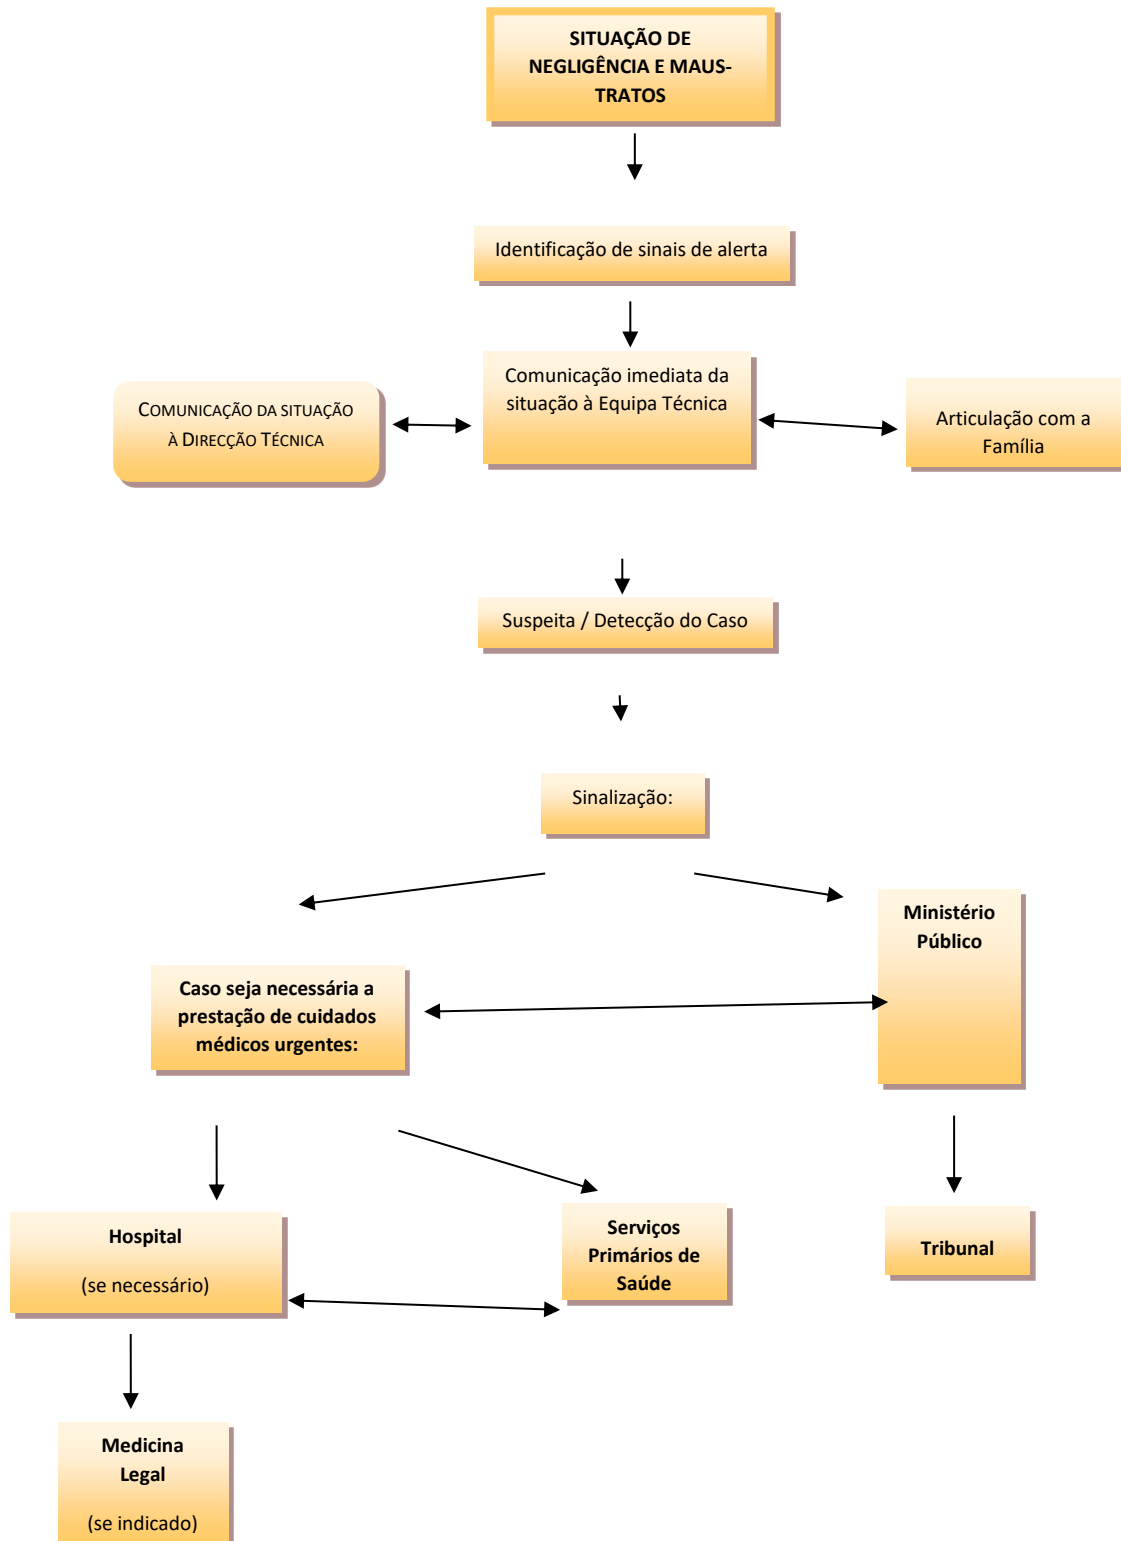 SITUAÇÃO DE
NEGLIGÊNCIA E MAUS-
TRATOS
Identificação de sinais de alerta
Comunicação imediata da
situação à Equipa Técnica
COMUNICAÇÃO DA SITUAÇÃO
À DIRECÇÃO TÉCNICA
Articulação com a
Família
Suspeita / Detecção do Caso
Sinalização:
Ministério
Público
Caso seja necessária a
prestação de cuidados
médicos urgentes:
Hospital
(se necessário)
Serviços
Primários de
Saúde
Tribunal
Medicina
Legal
(se indicado)